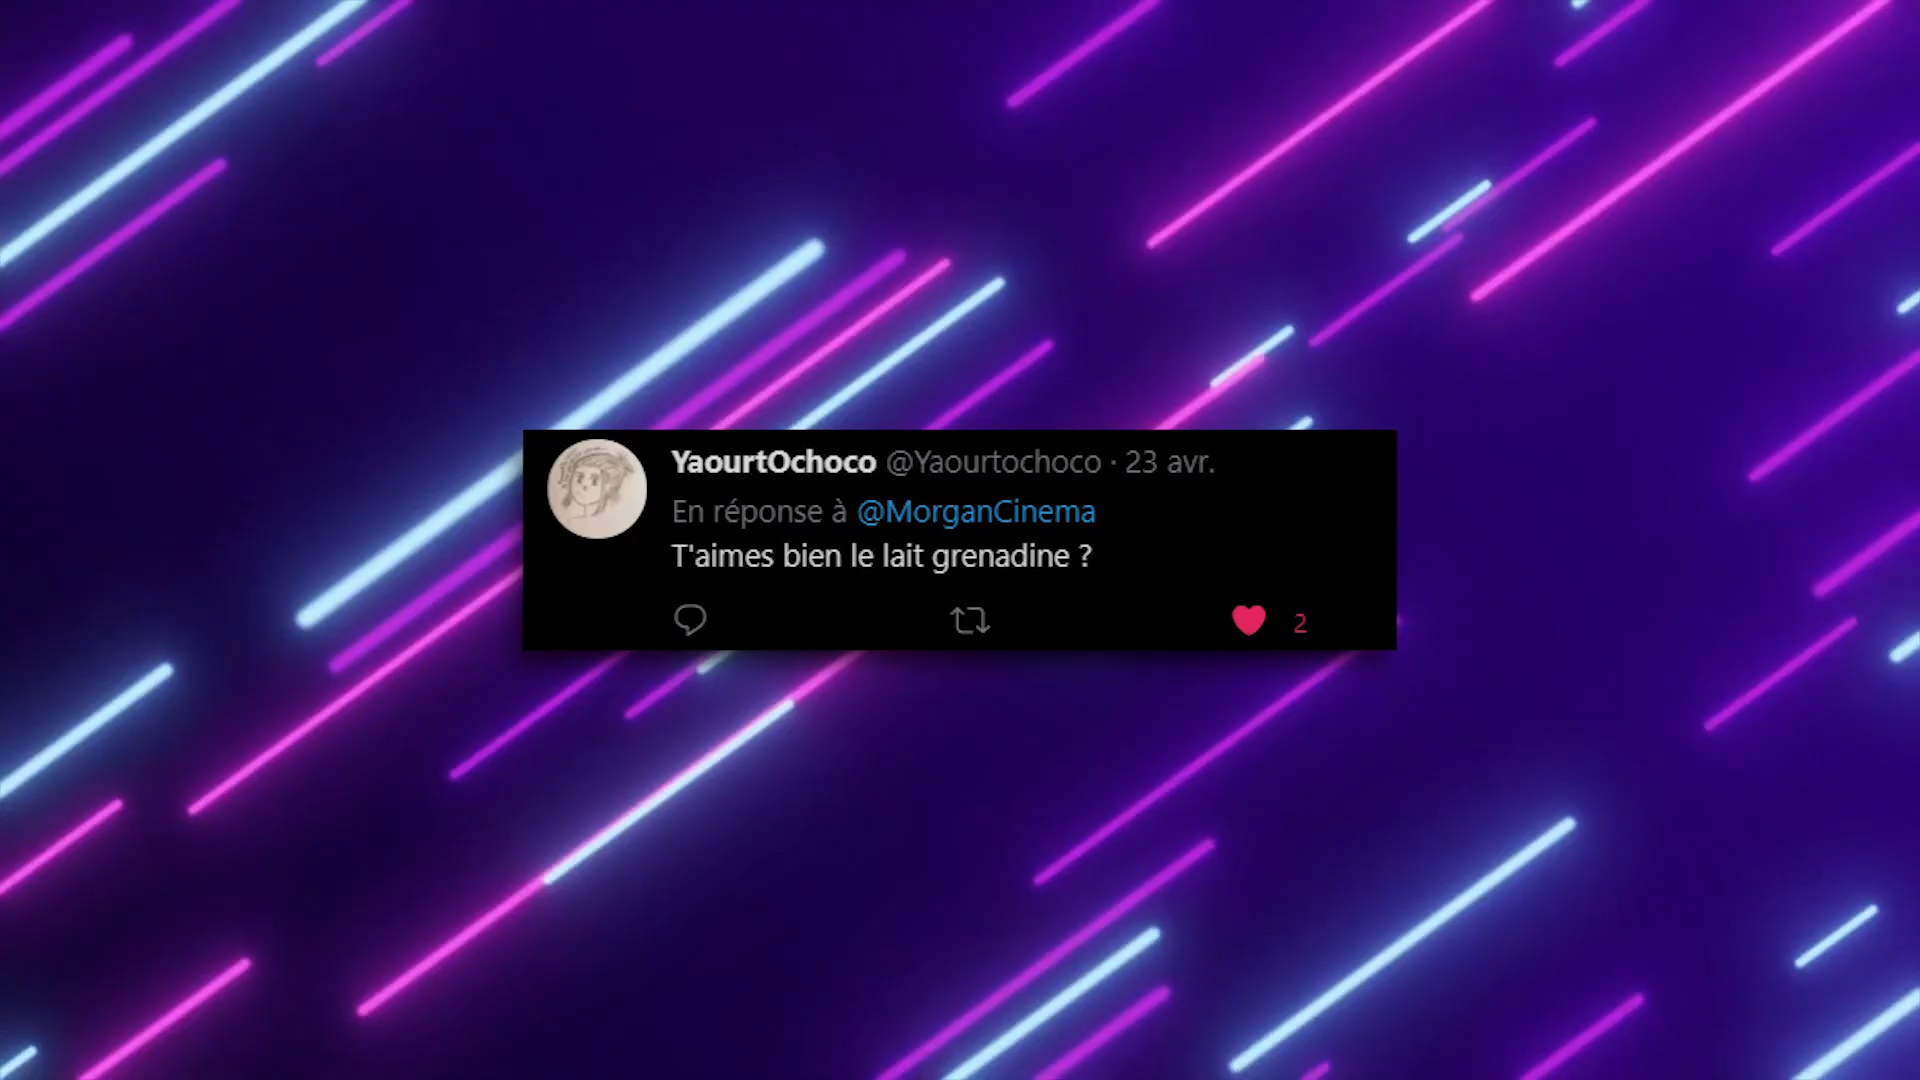 YaourtOchoco @Yaourtochoco · 23 avr.
En réponse à @MorganCinema
T'aimes bien le lait grenadine ?
2